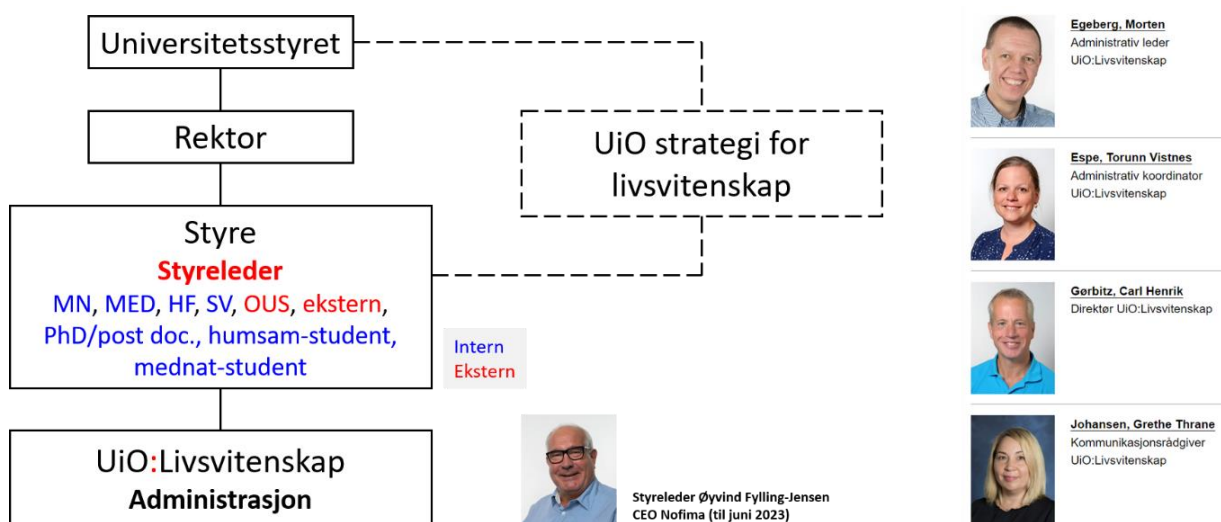 Universitetsstyret
Rektor
UiO strategi for
livsvitenskap
Styre
Styreleder
MN, MED, HF, SV, OUS, ekstern,
PhD/post doc., humsam-student,
mednat-student
Intern
Ekstern
UiO:Livsvitenskap
Administrasjon
Styreleder Øyvind Fylling-Jensen
CEO Nofima (til juni 2023)
Egeberg, Morten
Administrativ leder
UiO:Livsvitenskap
Espe, Torunn Vistnes
Administrativ koordinator
UiO:Livsvitenskap
Gørbitz, Carl Henrik
Direktør UiO:Livsvitenskap
Johansen, Grethe Thrane
Kommunikasjonsrådgiver
UiO:Livsvitenskap